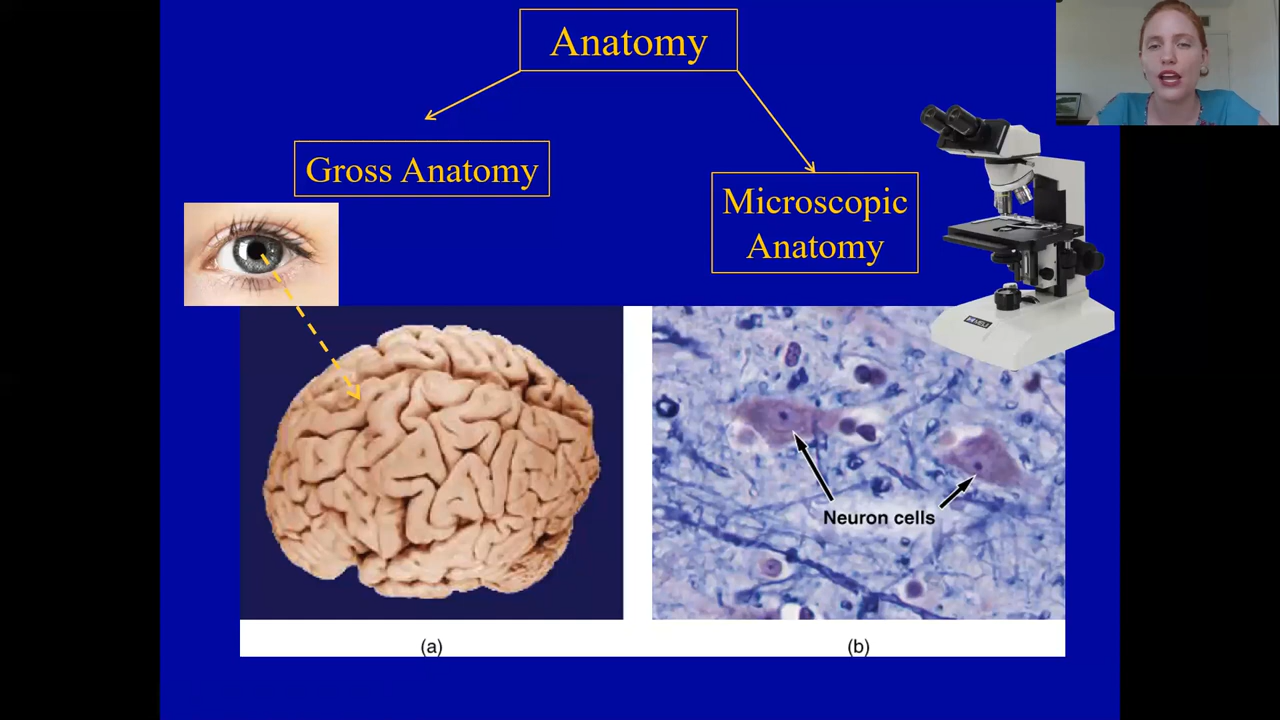 Anatomy
Gross Anatomy
Microscopic
Anatomy
Neuron cells
(a)
(b)